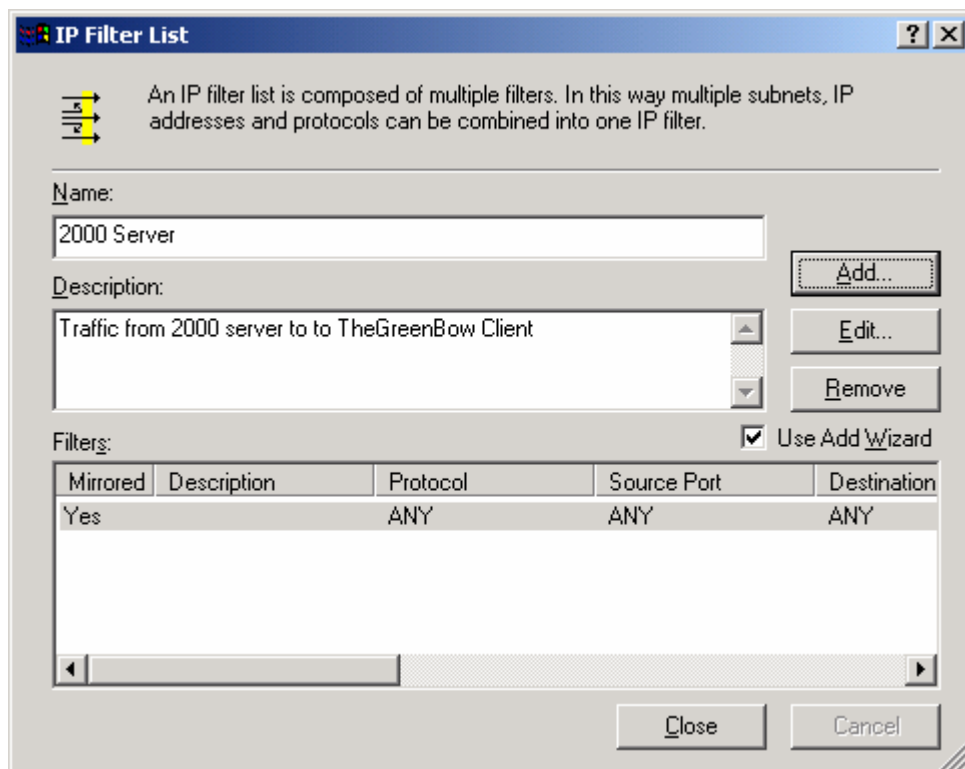 IP Filter List
An IP filter list is composed of multiple filters. In this way multiple subnets, IP
addresses and protocols can be combined into one IP filter.
Name:
2000 Server
Add...
Description:
Traffic from 2000 server to to TheGreenBow Client
Edit...
Remove
Filters:
Use Add Wizard
Mirrored Description Protocol Source Port Destination
Yes ANY ANY ANY
Close Cancel